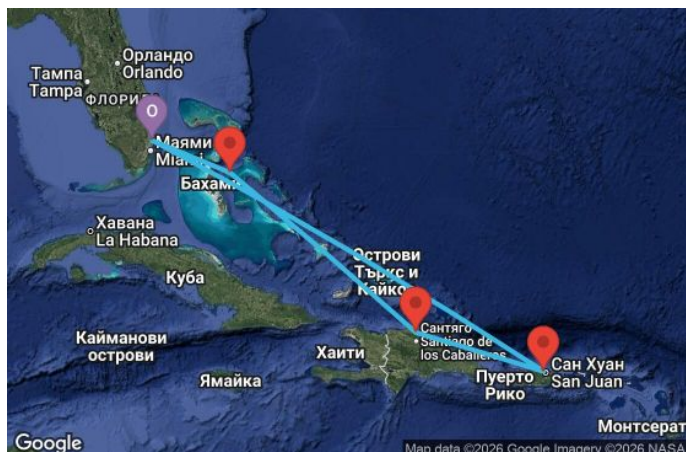 Орландо
Orlando
Тампа
Tampa
ФЛОРИДА
O
Маями
Miami
Бахами
Хавана
La Habana
Куба
Острови
Търкс и
Кайкос
Кайманови
острови
Ямайка
Хаити
Сантяго
Santiago de
los Caballeros
Пуерто
Рико
Сан Хуан
San Juan
Монтсерат
Google
Map data ©2026 Google Imagery ©2026 NASA